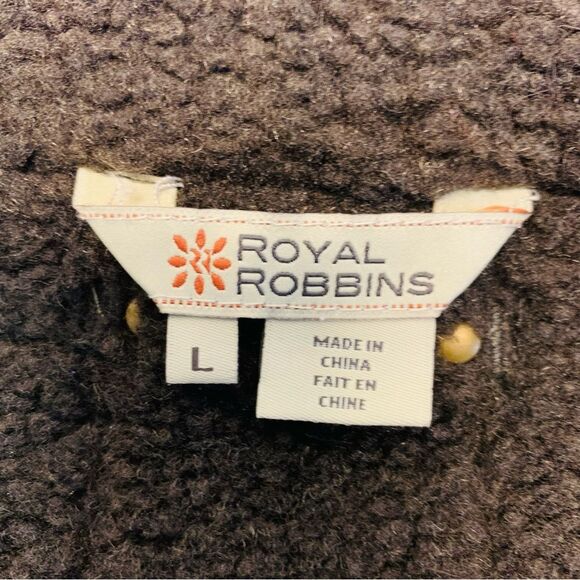 ROYAL
ROBBINS
L
MADE IN
CHINA
FAIT EN
CHINE